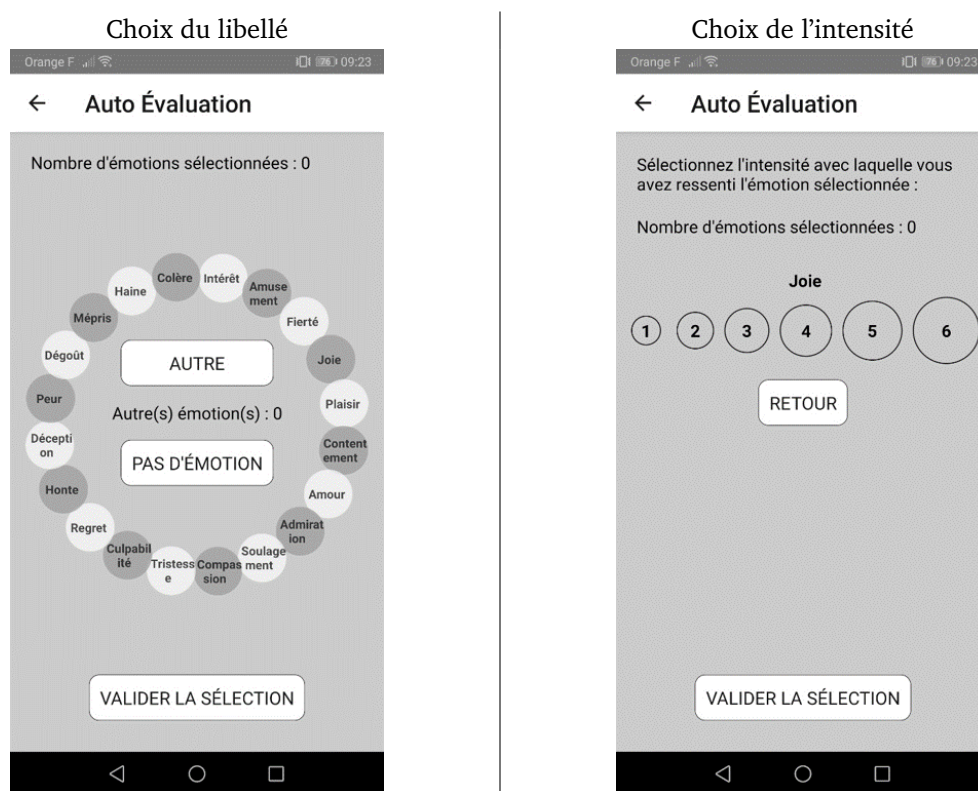 Choix du libellé
Orange F 76 09:23
Auto Évaluation
Nombre d'émotions sélectionnées : 0
Colère
Intérêt
Amuse
ment
Fierté
Joie
Plaisir
Content
ement
Amour
Admirat
ion
Soulage
ment
Compas
sion
Tristess
e
Culpabil
ité
Regret
Honte
Décepti
on
Peur
Dégoût
Mépris
Haine
AUTRE
Autre(s) émotion(s) : 0
PAS D'ÉMOTION
VALIDER LA SÉLECTION
Choix de l'intensité
Orange F 76 09:23
Auto Évaluation
Sélectionnez l'intensité avec laquelle vous
avez ressenti l'émotion sélectionnée :
Nombre d'émotions sélectionnées : 0
Joie
1 2 3 4 5 6
RETOUR
VALIDER LA SÉLECTION